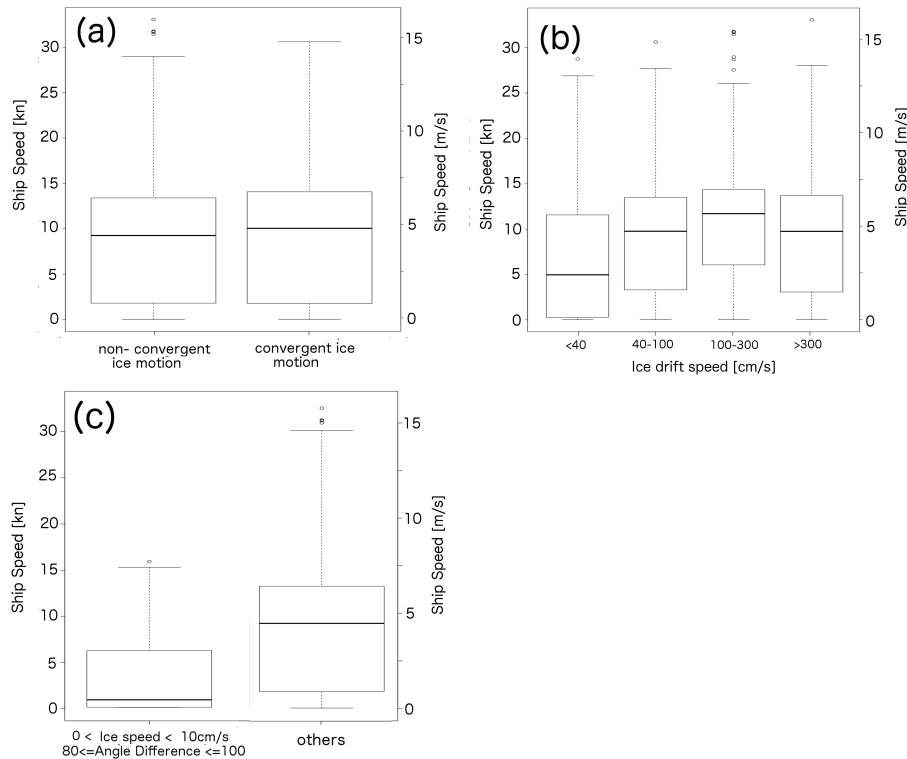 (a)
30
25
20
15
10
5
0
Ship Speed [kn]
15
10
5
0
Ship Speed [m/s]
non- convergent
ice motion
convergent ice
motion
(b)
30
25
20
15
10
5
0
Ship Speed [kn]
15
10
5
0
Ship Speed [m/s]
<40
40-100
100-300
>300
Ice drift speed [cm/s]
(c)
30
25
20
15
10
5
0
Ship Speed [kn]
15
10
5
0
Ship Speed [m/s]
0 < Ice speed < 10cm/s
80<=Angle Difference <=100
others